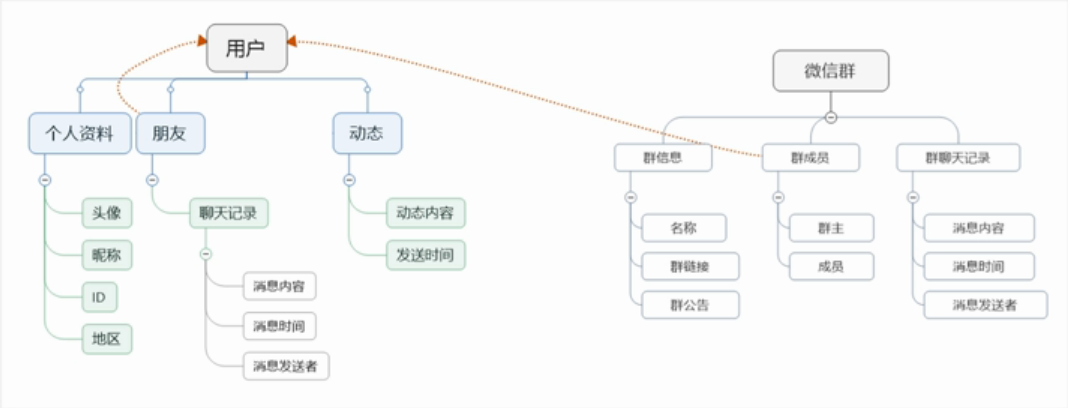 用户
个人资料
头像
昵称
ID
地区
朋友
聊天记录
消息内容
消息时间
消息发送者
动态
动态内容
发送时间
微信群
群信息
名称
群链接
群公告
群成员
群主
成员
群聊天记录
消息内容
消息时间
消息发送者